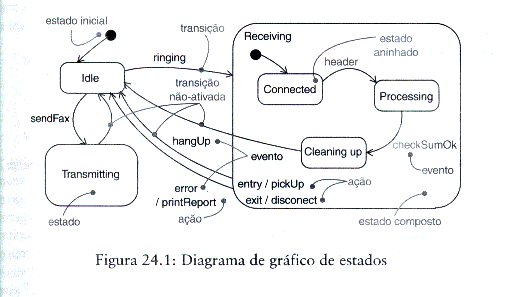 estado inicial
ringing
transição
Receiving
estado
aninhado
Idle
transição
não-ativada
Connected
header
Processing
sendFax
hangUp
Cleaning up
checkSumOk
evento
evento
Transmitting
error
/ printReport
entry / pickUp
exit / disconect
ação
estado
ação
estado composto
Figura 24.1: Diagrama de gráfico de estados